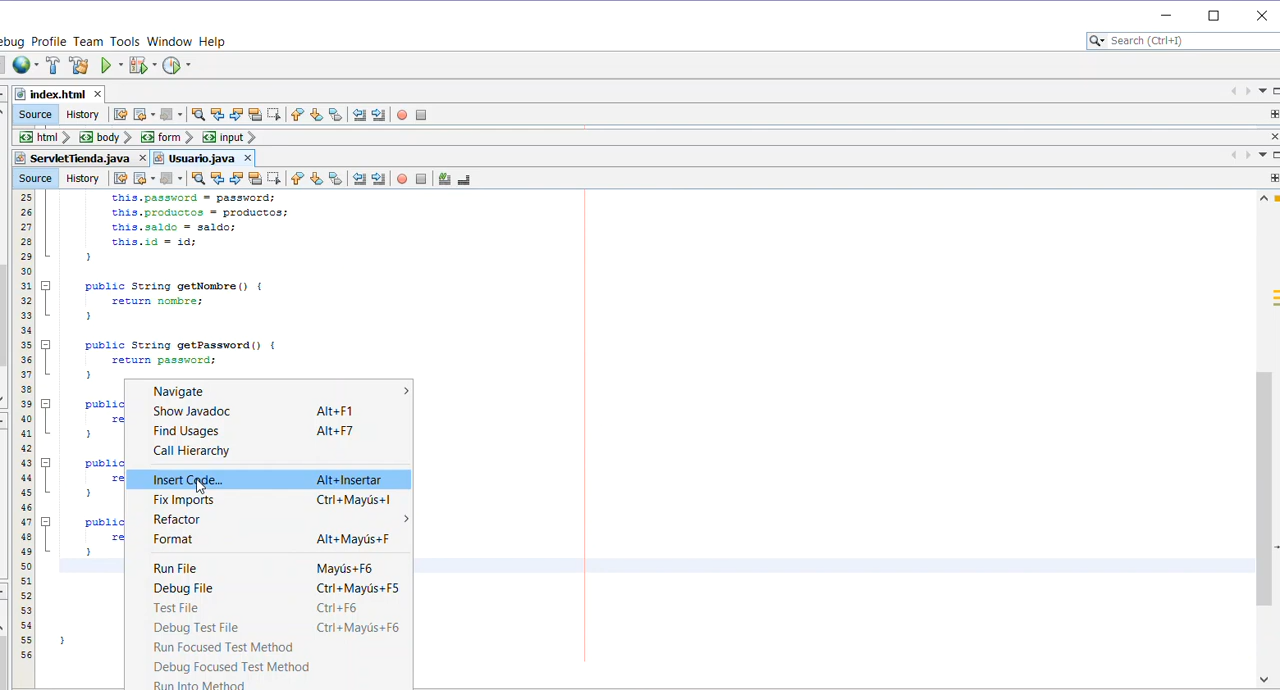 ebug Profile Team Tools Window Help
Search (Ctrl+I)
index.html
Source History
html body form input
ServletTienda.java Usuario.java
Source History
25 this.password = password;
26 this.productos = productos;
27 this.saldo = saldo;
28 this.id = id;
29 }
30
31 public String getNombre() {
32 return nombre;
33 }
34
35 public String getPassword() {
36 return password;
37 }
38
39 public
40 re
41 }
42
43 public
44 re
45 }
46
47 public
48 re
49 }
50
51
52
53
54
55 }
56
Navigate
Show Javadoc Alt+F1
Find Usages Alt+F7
Call Hierarchy
Insert Code... Alt+Insertar
Fix Imports Ctrl+Mayús+I
Refactor
Format Alt+Mayús+F
Run File Mayús+F6
Debug File Ctrl+Mayús+F5
Test File Ctrl+F6
Debug Test File Ctrl+Mayús+F6
Run Focused Test Method
Debug Focused Test Method
Run Into Method